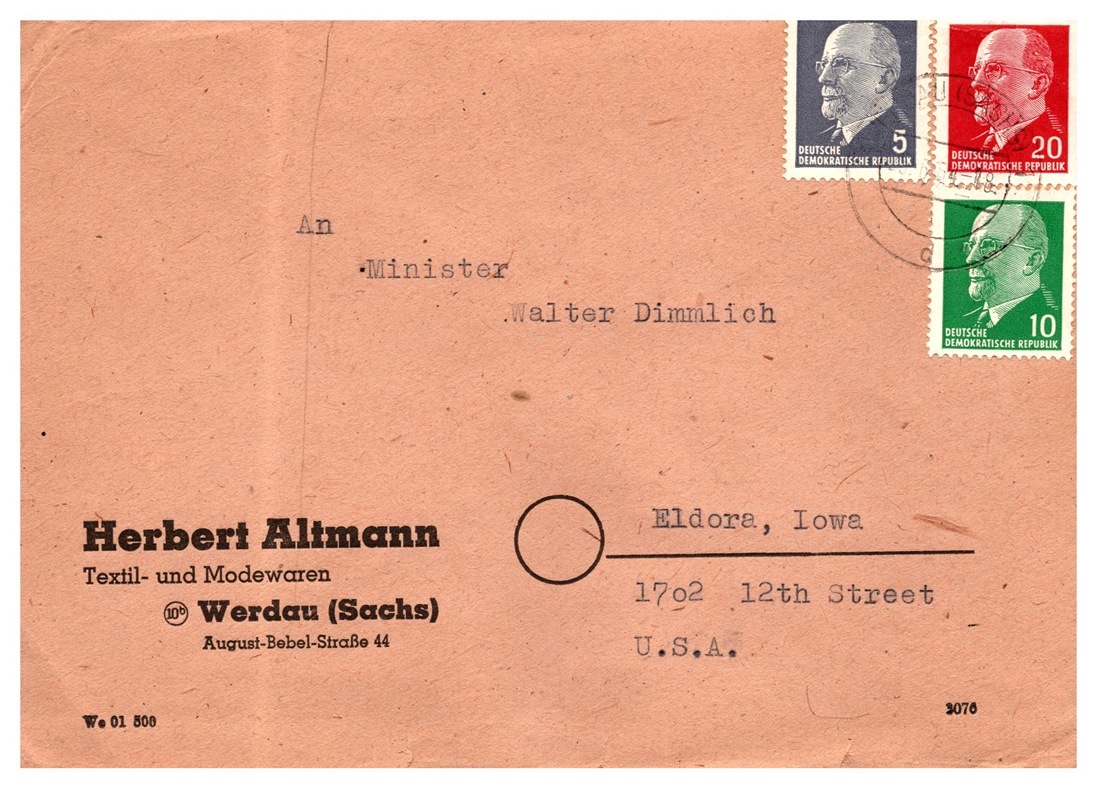 5
DEUTSCHE
DEMOKRATISCHE REPUBLIK
20
DEUTSCHE
DEMOKRATISCHE REPUBLIK
10
DEUTSCHE
DEMOKRATISCHE REPUBLIK
d
An
Minister
Walter Dimmlich
Eldora, Iowa
17o2 12th Street
U.S.A.
Herbert Altmann
Textil- und Modewaren
10b Werdau (Sachs)
August-Bebel-Straße 44
We 01 500
3076